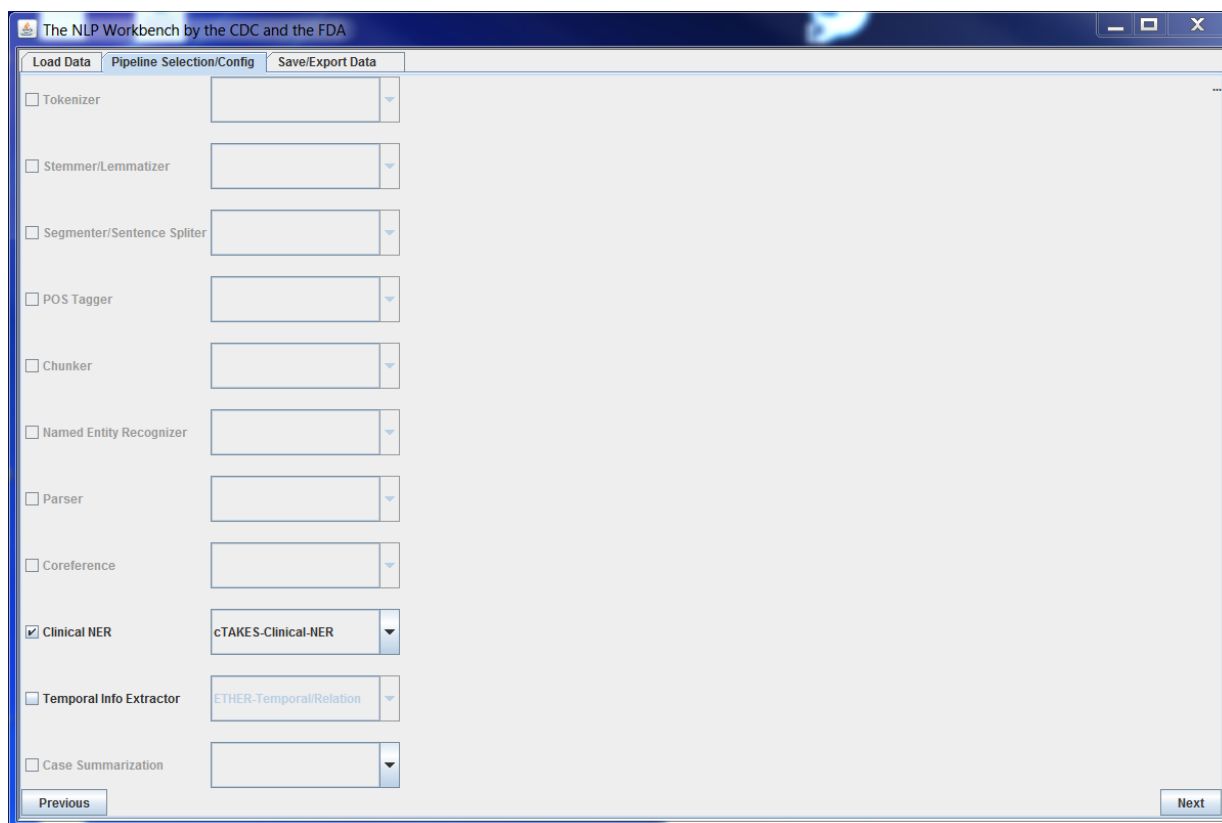 The NLP Workbench by the CDC and the FDA
Load Data Pipeline Selection/Config Save/Export Data
Tokenizer
...
Stemmer/Lemmatizer
Segmenter/Sentence Spliter
POS Tagger
Chunker
Named Entity Recognizer
Parser
Coreference
Clinical NER cTAKES-Clinical-NER
Temporal Info Extractor ETHER-Temporal/Relation
Case Summarization
Previous Next